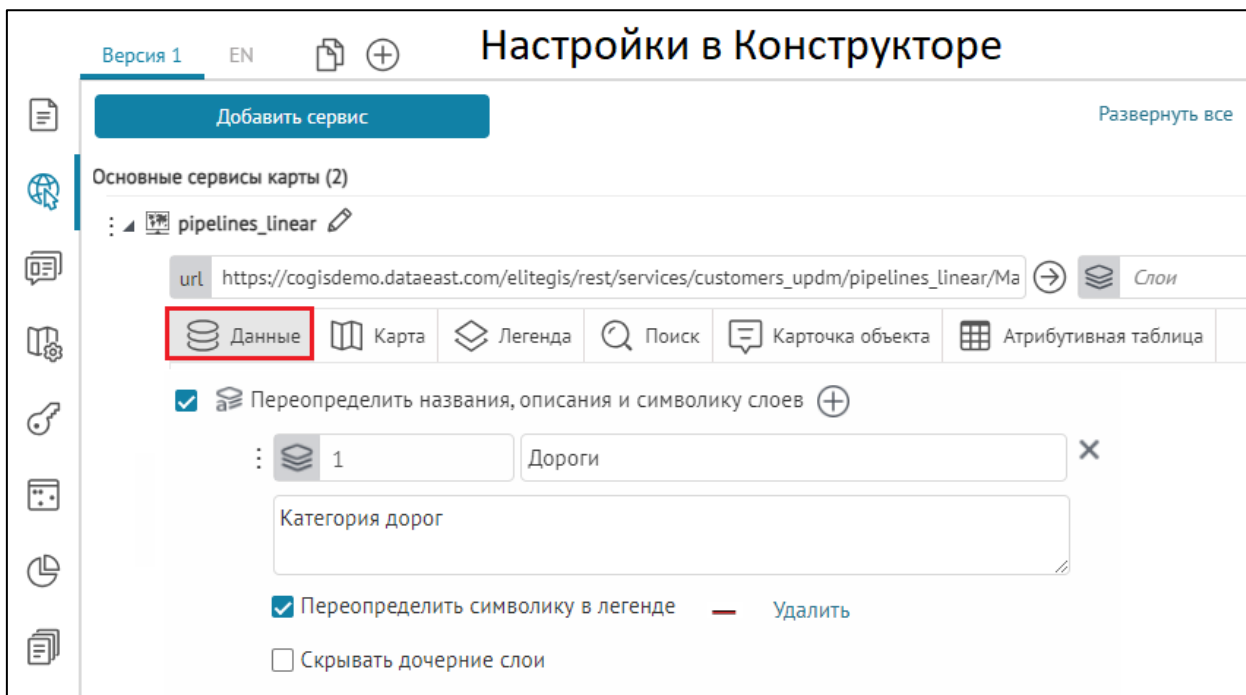 Настройки в Конструкторе
Версия 1 EN
Добавить сервис Развернуть все
Основные сервисы карты (2)
pipelines_linear
url https://cogisdemo.dataeast.com/elitegis/rest/services/customers_updm/pipelines_linear/Ma Слои
Данные Карта Легенда Поиск Карточка объекта Атрибутивная таблица
Переопределить названия, описания и символику слоев
1 Дороги
Категория дорог
Переопределить символику в легенде Удалить
Скрывать дочерние слои